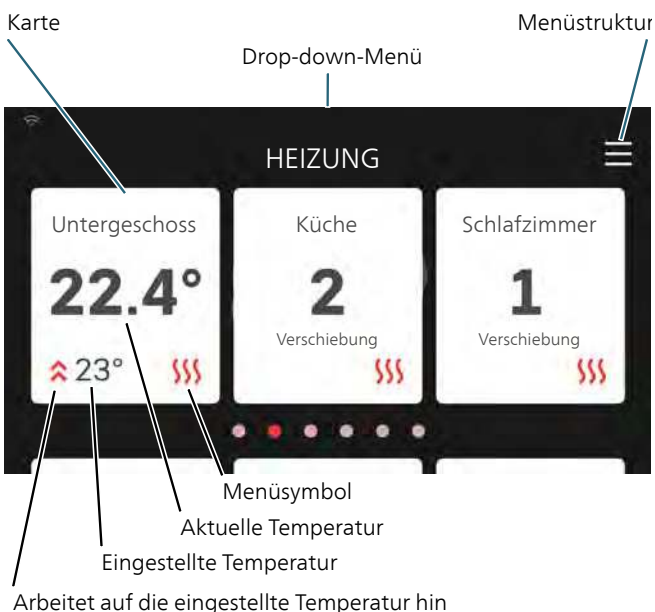 Karte
Menüstruktur
Drop-down-Menü
HEIZUNG
Untergeschoss
Küche
Schlafzimmer
22.4°
2
1
Verschiebung
Verschiebung
23°
Menüsymbol
Aktuelle Temperatur
Eingestellte Temperatur
Arbeitet auf die eingestellte Temperatur hin